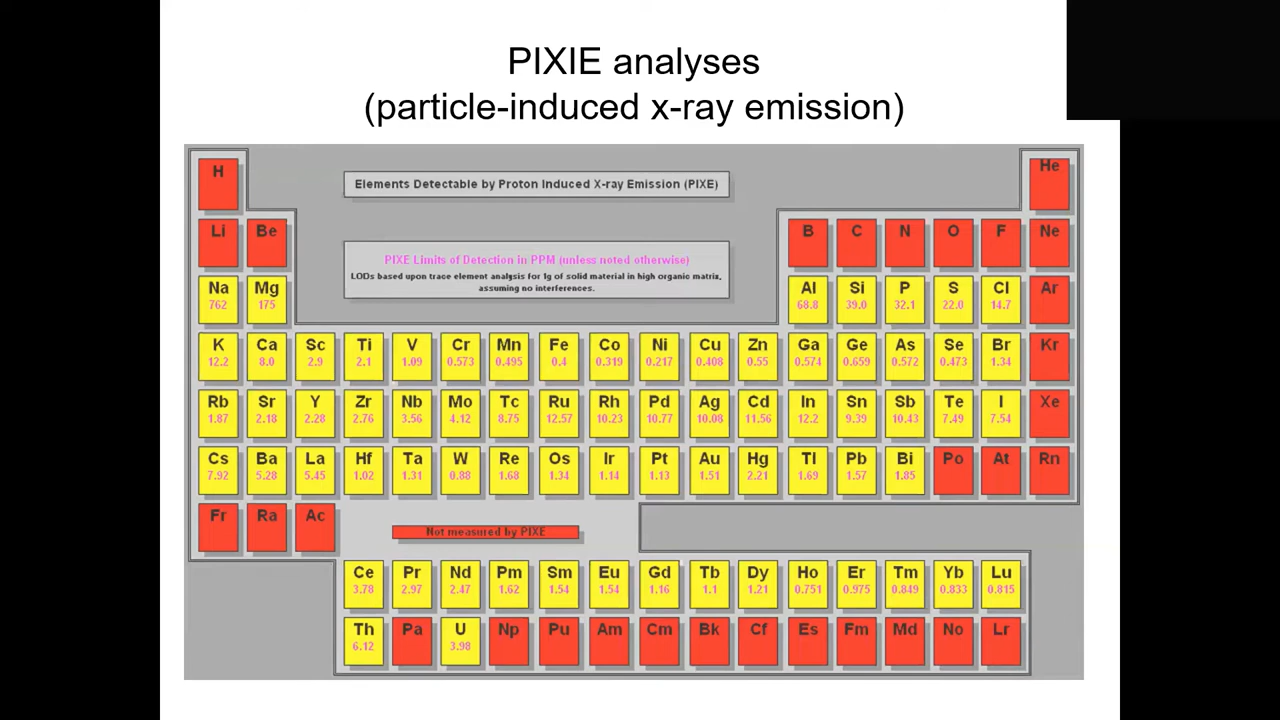 PIXIE analyses
(particle-induced x-ray emission)
H He
Elements Detectable by Proton Induced X-ray Emission (PIXE)
Li Be B C N O F Ne
PIXE Limits of Detection in PPM (unless noted otherwise)
LODs based upon trace element analysis for 1g of solid material in high organic matrix,
assuming no interferences.
Na Mg Al Si P S Cl Ar
762 175 68.8 39.0 32.1 22.0 14.7
K Ca Sc Ti V Cr Mn Fe Co Ni Cu Zn Ga Ge As Se Br Kr
12.2 8.0 2.9 2.1 1.09 0.573 0.495 0.4 0.319 0.217 0.408 0.55 0.574 0.659 0.572 0.473 1.34
Rb Sr Y Zr Nb Mo Tc Ru Rh Pd Ag Cd In Sn Sb Te I Xe
1.87 2.18 2.28 2.76 3.56 4.12 8.75 12.57 10.23 10.77 10.08 11.56 12.2 9.39 10.43 7.49 7.54
Cs Ba La Hf Ta W Re Os Ir Pt Au Hg Tl Pb Bi Po At Rn
7.92 5.28 5.45 1.02 1.31 0.88 1.68 1.34 1.14 1.13 1.51 2.21 1.69 1.57 1.85
Fr Ra Ac
Not measured by PIXE
Ce Pr Nd Pm Sm Eu Gd Tb Dy Ho Er Tm Yb Lu
3.78 2.97 2.47 1.62 1.54 1.54 1.16 1.1 1.21 0.751 0.975 0.849 0.833 0.815
Th Pa U Np Pu Am Cm Bk Cf Es Fm Md No Lr
6.12 3.98